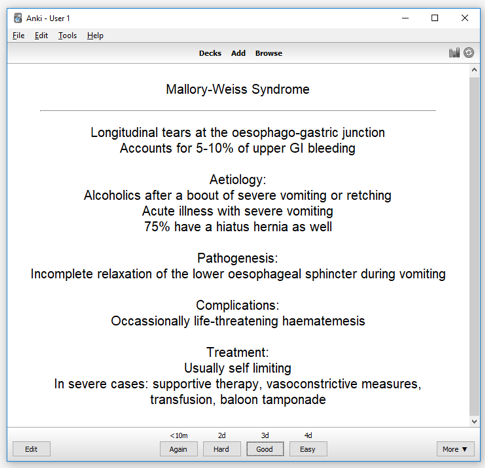 Anki - User 1
File Edit Tools Help
Decks Add Browse
Mallory-Weiss Syndrome
Longitudinal tears at the oesophago-gastric junction
Accounts for 5-10% of upper GI bleeding
Aetiology:
Alcoholics after a boout of severe vomiting or retching
Acute illness with severe vomiting
75% have a hiatus hernia as well
Pathogenesis:
Incomplete relaxation of the lower oesophageal sphincter during vomiting
Complications:
Occassionally life-threatening haematemesis
Treatment:
Usually self limiting
In severe cases: supportive therapy, vasoconstrictive measures,
transfusion, baloon tamponade
<10m 2d 3d 4d
Edit Again Hard Good Easy More ▼